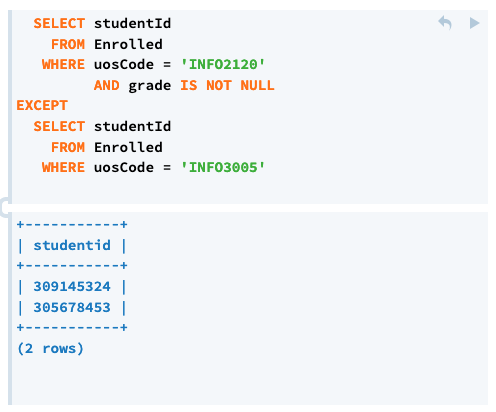 SELECT studentId
FROM Enrolled
WHERE uosCode = 'INFO2120'
AND grade IS NOT NULL
EXCEPT
SELECT studentId
FROM Enrolled
WHERE uosCode = 'INFO3005'
+-----------+
| studentid |
+-----------+
| 309145324 |
| 305678453 |
+-----------+
(2 rows)